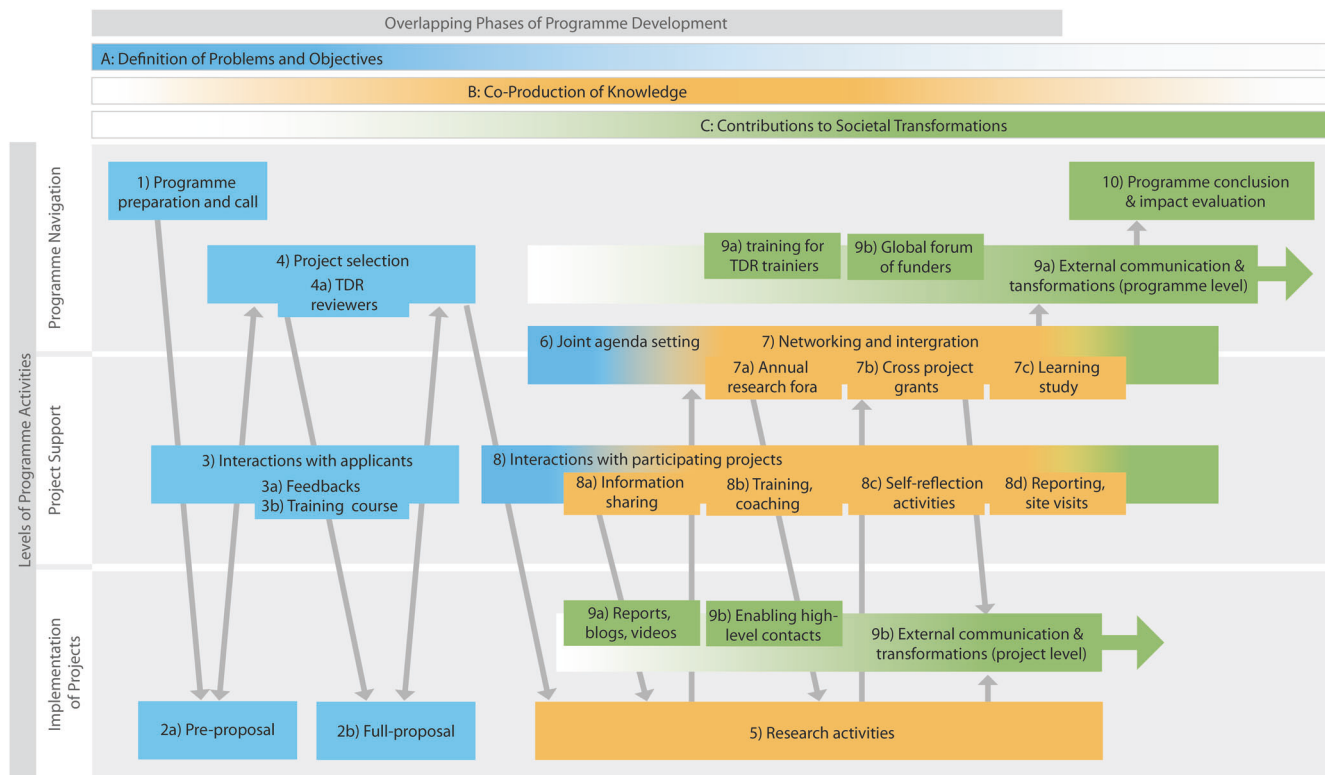 Overlapping Phases of Programme Development
A: Definition of Problems and Objectives
B: Co-Production of Knowledge
C: Contributions to Societal Transformations
Levels of Programme Activities
Programme Navigation
1) Programme
preparation and call
10) Programme conclusion
& impact evaluation
4) Project selection
4a) TDR
reviewers
9a) training for
TDR trainiers
9b) Global forum
of funders
9a) External communication &
tansformations (programme level)
6) Joint agenda setting
7) Networking and intergration
7a) Annual
research fora
7b) Cross project
grants
7c) Learning
study
Project Support
3) Interactions with applicants
3a) Feedbacks
3b) Training course
8) Interactions with participating projects
8a) Information
sharing
8b) Training,
coaching
8c) Self-reflection
activities
8d) Reporting,
site visits
Implementation
of Projects
9a) Reports,
blogs, videos
9b) Enabling high-
level contacts
9b) External communication &
transformations (project level)
2a) Pre-proposal
2b) Full-proposal
5) Research activities